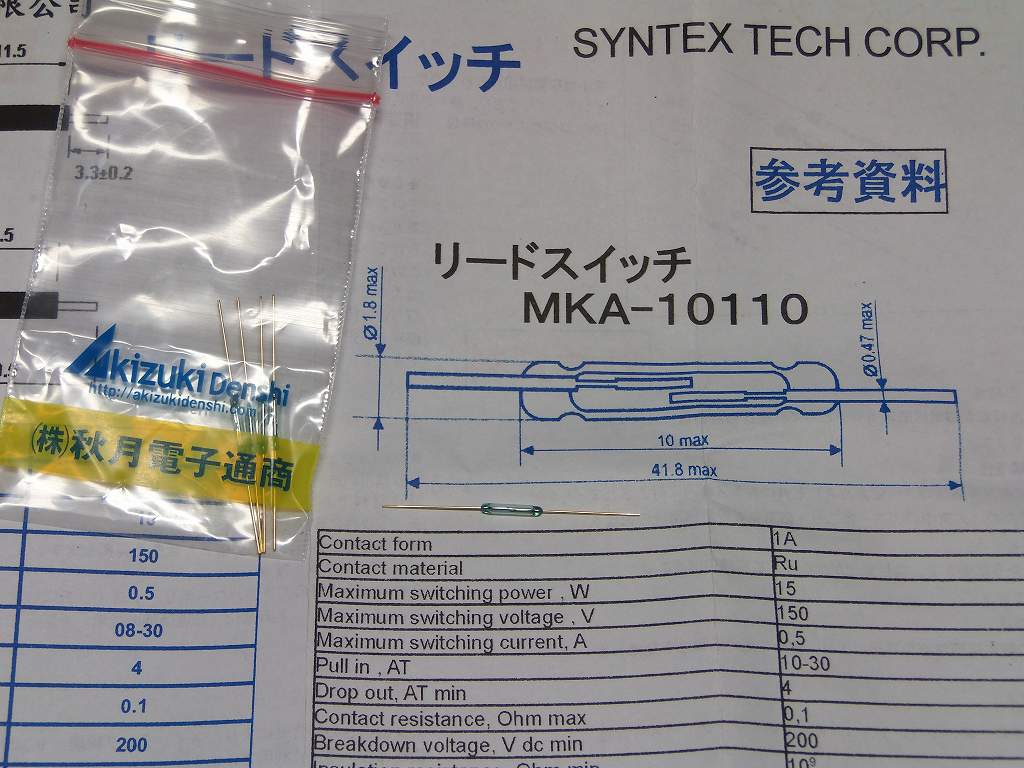 限公司
リードスイッチ
SYNTEX TECH CORP.
11.5
3.3±0.2
参考資料
リードスイッチ
MKA-10110
Ø 1.8 max
Ø0.47 max
10 max
41.8 max
Akizuki Denshi
http://akizukidenshi.com
(株)秋月電子通商
150
0.5
08-30
4
0.1
200
Contact form 1A
Contact material Ru
Maximum switching power , W 15
Maximum switching voltage , V 150
Maximum switching current, A 0,5
Pull in , AT 10-30
Drop out, AT min 4
Contact resistance, Ohm max 0,1
Breakdown voltage, V dc min 200